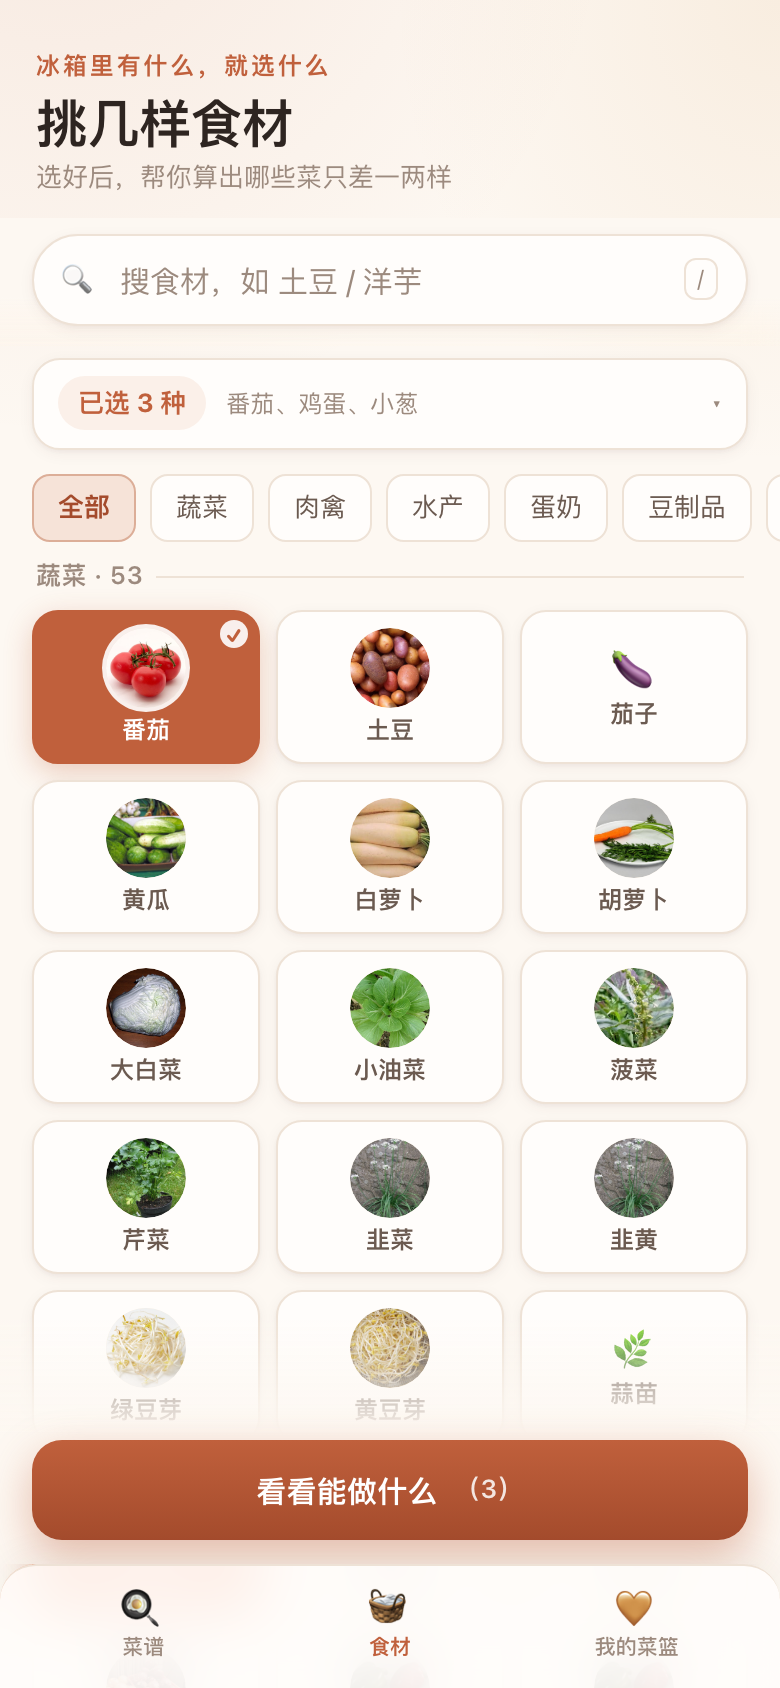 冰箱里有什么，就选什么
挑几样食材
选好后，帮你算出哪些菜只差一两样
搜食材，如 土豆 / 洋芋 /
已选 3 种 番茄、鸡蛋、小葱
全部 蔬菜 肉禽 水产 蛋奶 豆制品
蔬菜 · 53
番茄 土豆 茄子
黄瓜 白萝卜 胡萝卜
大白菜 小油菜 菠菜
芹菜 韭菜 韭黄
绿豆芽 黄豆芽 蒜苗
看看能做什么 (3)
菜谱 食材 我的菜篮